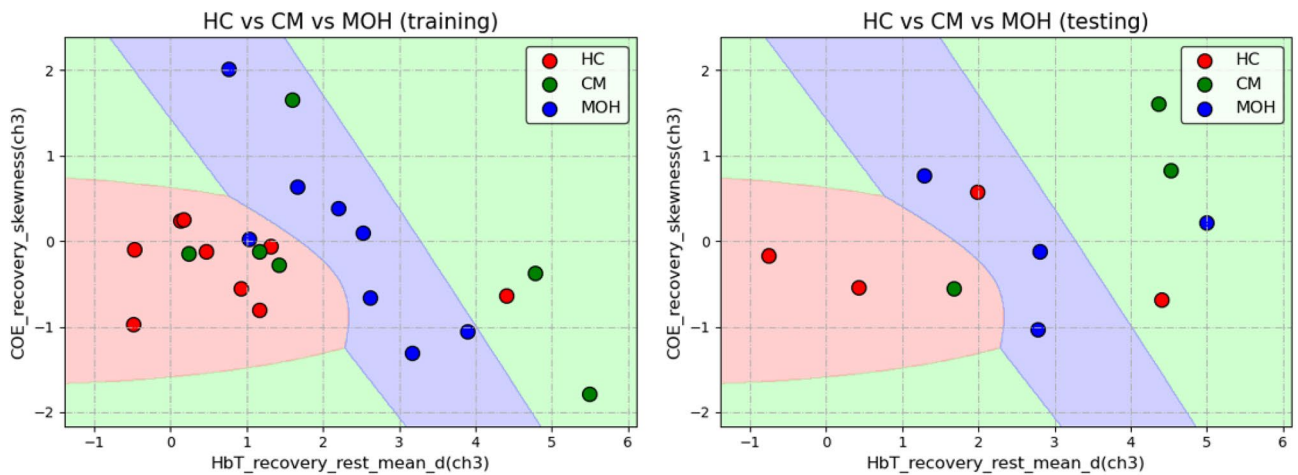 HC vs CM vs MOH (training)
HC
CM
MOH
2
1
0
−1
−2
COE_recovery_skewness(ch3)
−1 0 1 2 3 4 5 6
HbT_recovery_rest_mean_d(ch3)
HC vs CM vs MOH (testing)
HC
CM
MOH
2
1
0
−1
−2
COE_recovery_skewness(ch3)
−1 0 1 2 3 4 5 6
HbT_recovery_rest_mean_d(ch3)